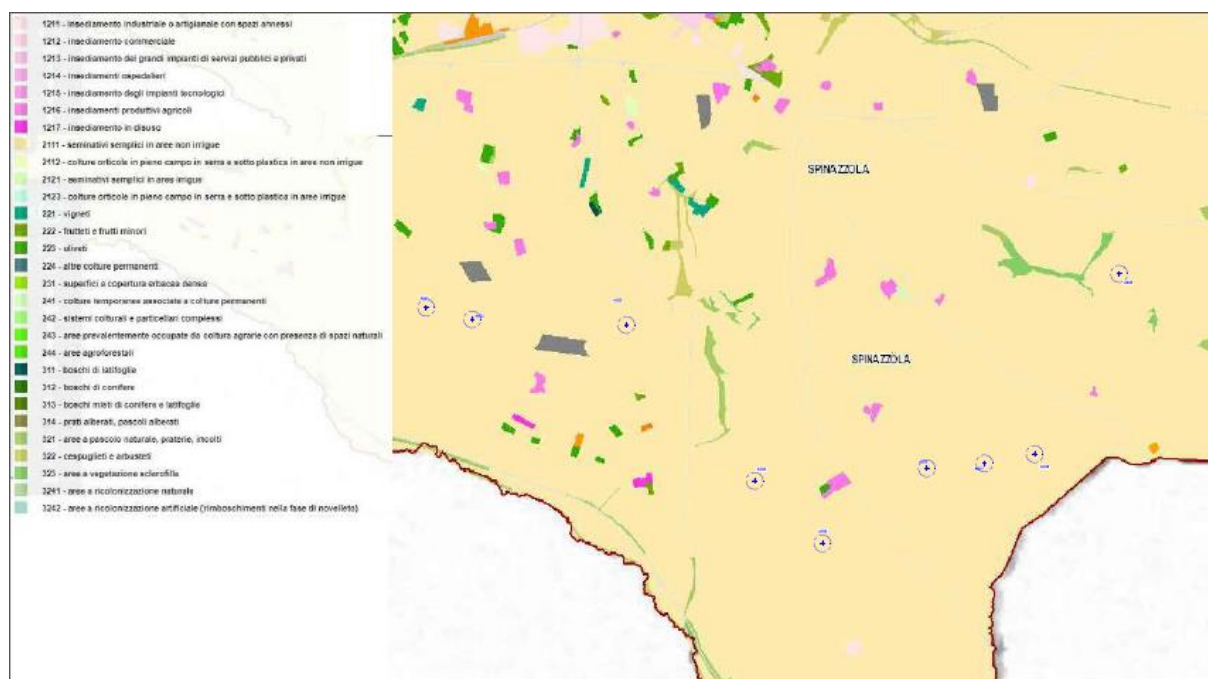 1211 - insediamento industriale o artigianale con spazi annessi
1212 - insediamento commerciale
1213 - insediamento dei grandi impianti di servizi pubblici e privati
1214 - insediamenti ospedalieri
1215 - insediamento degli impianti tecnologici
1216 - insediamenti produttivi agricoli
1217 - insediamento in disuso
2111 - seminativi semplici in aree non irrigue
2112 - colture orticole in pieno campo in serra e sotto plastica in aree non irrigue
2121 - seminativi semplici in aree irrigue
2123 - colture orticole in pieno campo in serra e sotto plastica in aree irrigue
221 - vigneti
222 - frutteti e frutti minori
223 - uliveti
224 - altre colture permanenti
231 - superfici a copertura erbacea densa
241 - colture temporanee associate a colture permanenti
242 - sistemi colturali e particellari complessi
243 - aree prevalentemente occupate da coltura agrarie con presenza di spazi naturali
244 - aree agroforestali
311 - boschi di latifoglie
312 - boschi di conifere
313 - boschi misti di conifere e latifoglie
314 - prati alberati, pascoli alberati
321 - aree a pascolo naturale, praterie, incolti
322 - cespuglieti e arbusteti
323 - aree a vegetazione sclerofilla
3241 - aree a ricolonizzazione naturale
3242 - aree a ricolonizzazione artificiale (rimboschimenti nella fase di novelleto)
SPINAZZOLA
SPINAZZOLA